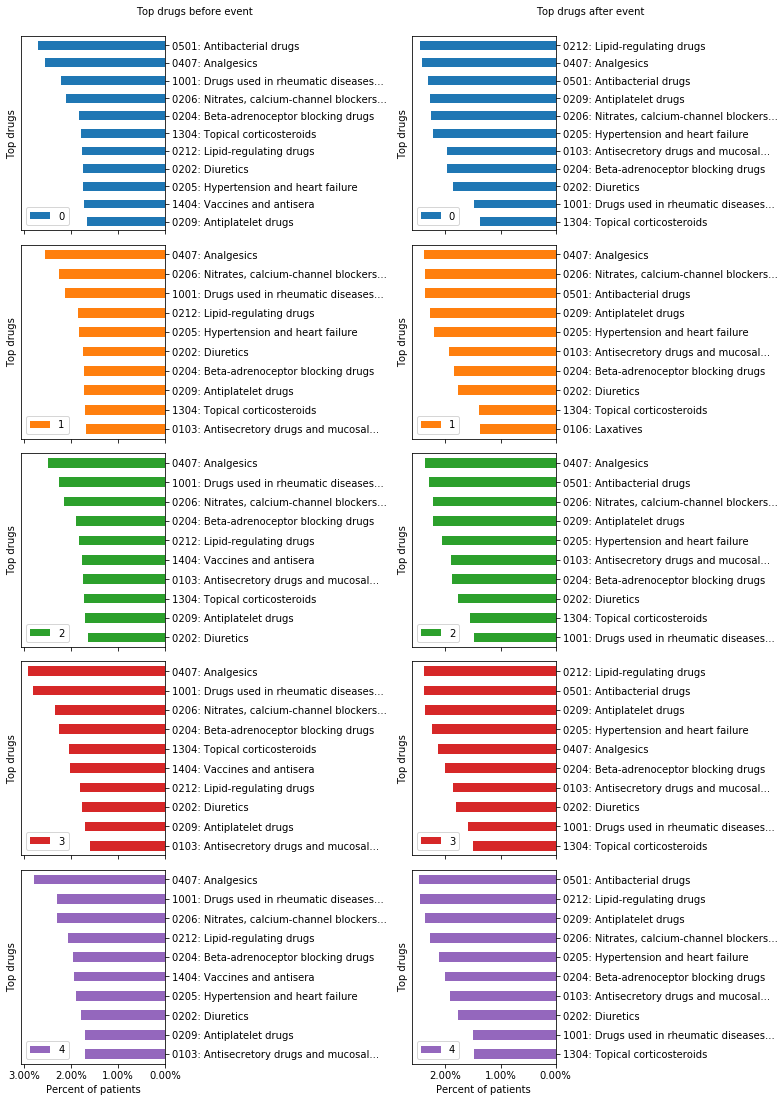 Top drugs before event
Top drugs
0501: Antibacterial drugs
0407: Analgesics
1001: Drugs used in rheumatic diseases...
0206: Nitrates, calcium-channel blockers...
0204: Beta-adrenoceptor blocking drugs
1304: Topical corticosteroids
0212: Lipid-regulating drugs
0202: Diuretics
0205: Hypertension and heart failure
1404: Vaccines and antisera
0209: Antiplatelet drugs
0
Top drugs
0407: Analgesics
0206: Nitrates, calcium-channel blockers...
1001: Drugs used in rheumatic diseases...
0212: Lipid-regulating drugs
0205: Hypertension and heart failure
0202: Diuretics
0204: Beta-adrenoceptor blocking drugs
0209: Antiplatelet drugs
1304: Topical corticosteroids
0103: Antisecretory drugs and mucosal...
1
Top drugs
0407: Analgesics
1001: Drugs used in rheumatic diseases...
0206: Nitrates, calcium-channel blockers...
0204: Beta-adrenoceptor blocking drugs
0212: Lipid-regulating drugs
1404: Vaccines and antisera
0103: Antisecretory drugs and mucosal...
1304: Topical corticosteroids
0209: Antiplatelet drugs
0202: Diuretics
2
Top drugs
0407: Analgesics
1001: Drugs used in rheumatic diseases...
0206: Nitrates, calcium-channel blockers...
0204: Beta-adrenoceptor blocking drugs
1304: Topical corticosteroids
1404: Vaccines and antisera
0212: Lipid-regulating drugs
0202: Diuretics
0209: Antiplatelet drugs
0103: Antisecretory drugs and mucosal...
3
Top drugs
0407: Analgesics
1001: Drugs used in rheumatic diseases...
0206: Nitrates, calcium-channel blockers...
0212: Lipid-regulating drugs
0204: Beta-adrenoceptor blocking drugs
1404: Vaccines and antisera
0205: Hypertension and heart failure
0202: Diuretics
0209: Antiplatelet drugs
0103: Antisecretory drugs and mucosal...
4
3.00% 2.00% 1.00% 0.00%
Percent of patients
Top drugs after event
Top drugs
0212: Lipid-regulating drugs
0407: Analgesics
0501: Antibacterial drugs
0209: Antiplatelet drugs
0206: Nitrates, calcium-channel blockers...
0205: Hypertension and heart failure
0103: Antisecretory drugs and mucosal...
0204: Beta-adrenoceptor blocking drugs
0202: Diuretics
1001: Drugs used in rheumatic diseases...
1304: Topical corticosteroids
0
Top drugs
0407: Analgesics
0206: Nitrates, calcium-channel blockers...
0501: Antibacterial drugs
0209: Antiplatelet drugs
0205: Hypertension and heart failure
0103: Antisecretory drugs and mucosal...
0204: Beta-adrenoceptor blocking drugs
0202: Diuretics
1304: Topical corticosteroids
0106: Laxatives
1
Top drugs
0407: Analgesics
0501: Antibacterial drugs
0206: Nitrates, calcium-channel blockers...
0209: Antiplatelet drugs
0205: Hypertension and heart failure
0103: Antisecretory drugs and mucosal...
0204: Beta-adrenoceptor blocking drugs
0202: Diuretics
1304: Topical corticosteroids
1001: Drugs used in rheumatic diseases...
2
Top drugs
0212: Lipid-regulating drugs
0501: Antibacterial drugs
0209: Antiplatelet drugs
0205: Hypertension and heart failure
0407: Analgesics
0204: Beta-adrenoceptor blocking drugs
0103: Antisecretory drugs and mucosal...
0202: Diuretics
1001: Drugs used in rheumatic diseases...
1304: Topical corticosteroids
3
Top drugs
0501: Antibacterial drugs
0212: Lipid-regulating drugs
0209: Antiplatelet drugs
0206: Nitrates, calcium-channel blockers...
0205: Hypertension and heart failure
0204: Beta-adrenoceptor blocking drugs
0103: Antisecretory drugs and mucosal...
0202: Diuretics
1001: Drugs used in rheumatic diseases...
1304: Topical corticosteroids
4
2.00% 1.00% 0.00%
Percent of patients